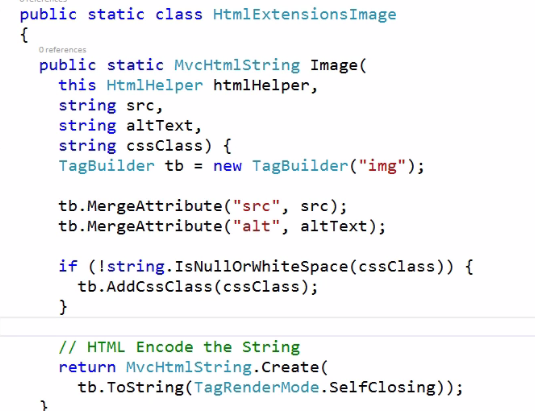 0 references
public static class HtmlExtensionsImage
{
0 references
public static MvcHtmlString Image(
this HtmlHelper htmlHelper,
string src,
string altText,
string cssClass) {
TagBuilder tb = new TagBuilder("img");
tb.MergeAttribute("src", src);
tb.MergeAttribute("alt", altText);
if (!string.IsNullOrWhiteSpace(cssClass)) {
tb.AddCssClass(cssClass);
}
// HTML Encode the String
return MvcHtmlString.Create(
tb.ToString(TagRenderMode.SelfClosing));
}